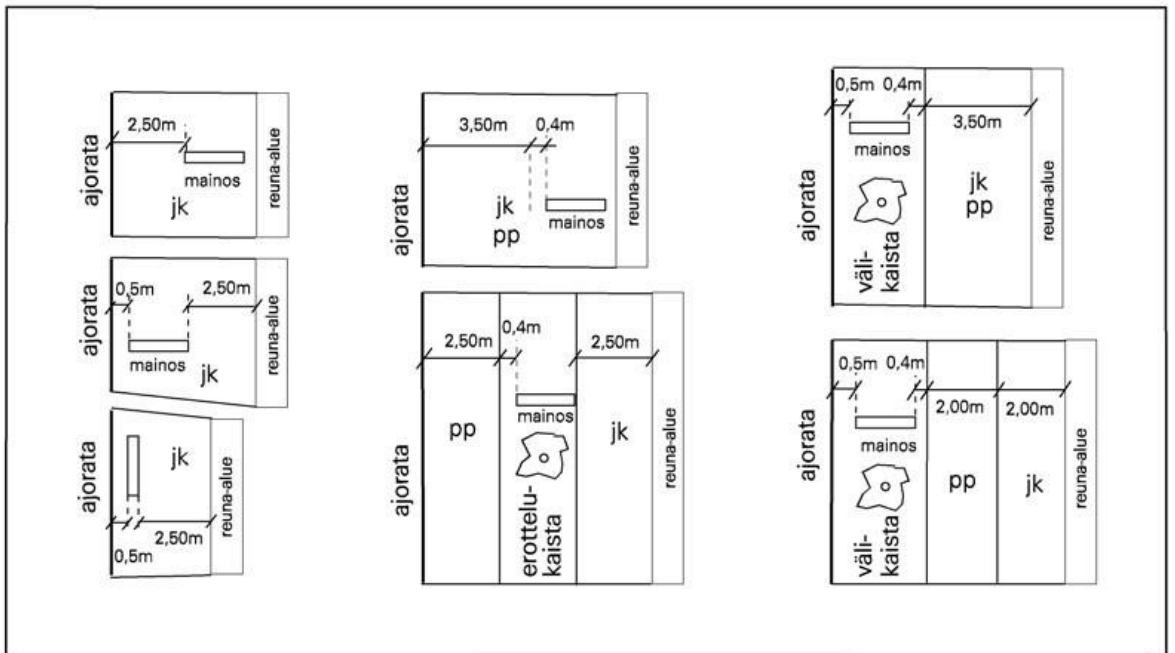 2,50m
mainos
jk
ajorata
reuna-alue
0,5m
2,50m
mainos
jk
ajorata
reuna-alue
jk
2,50m
0,5m
ajorata
reuna-alue
3,50m
0,4m
jk
pp
mainos
ajorata
reuna-alue
2,50m
0,4m
2,50m
mainos
pp
jk
erottelu-
kaista
ajorata
reuna-alue
0,5m
0,4m
3,50m
mainos
jk
pp
väli-
kaista
ajorata
reuna-alue
0,5m
0,4m
2,00m
2,00m
mainos
pp
jk
väli-
kaista
ajorata
reuna-alue